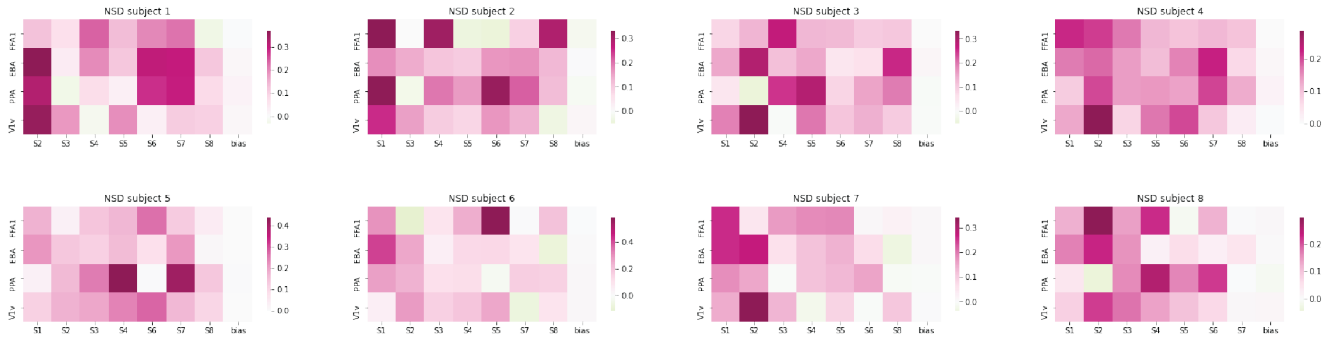 NSD subject 1
FFA1
EBA
PPA
V1v
S2 S3 S4 S5 S6 S7 S8 bias
0.3
0.2
0.1
0.0
NSD subject 2
FFA1
EBA
PPA
V1v
S1 S3 S4 S5 S6 S7 S8 bias
0.3
0.2
0.1
0.0
NSD subject 3
FFA1
EBA
PPA
V1v
S1 S2 S4 S5 S6 S7 S8 bias
0.3
0.2
0.1
0.0
NSD subject 4
FFA1
EBA
PPA
V1v
S1 S2 S3 S5 S6 S7 S8 bias
0.2
0.1
0.0
NSD subject 5
FFA1
EBA
PPA
V1v
S1 S2 S3 S4 S6 S7 S8 bias
0.4
0.3
0.2
0.1
0.0
NSD subject 6
FFA1
EBA
PPA
V1v
S1 S2 S3 S4 S5 S7 S8 bias
0.4
0.2
0.0
NSD subject 7
FFA1
EBA
PPA
V1v
S1 S2 S3 S4 S5 S6 S8 bias
0.3
0.2
0.1
0.0
NSD subject 8
FFA1
EBA
PPA
V1v
S1 S2 S3 S4 S5 S6 S7 bias
0.3
0.2
0.1
0.0